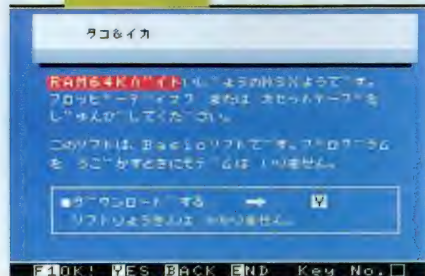 タコ&イカ
RAM64Kバイトいじょうの MSXようです。
フロッピーディスク または カセットテープを
じゅんびしてください。
このソフトは、Basicソフトです。プログラム
を うごかすときにモデムは いりません。
■ダウンロードする ➡ Y
ソフトりようきんは かかりません。
F1OK! YES BACK END Key No.□